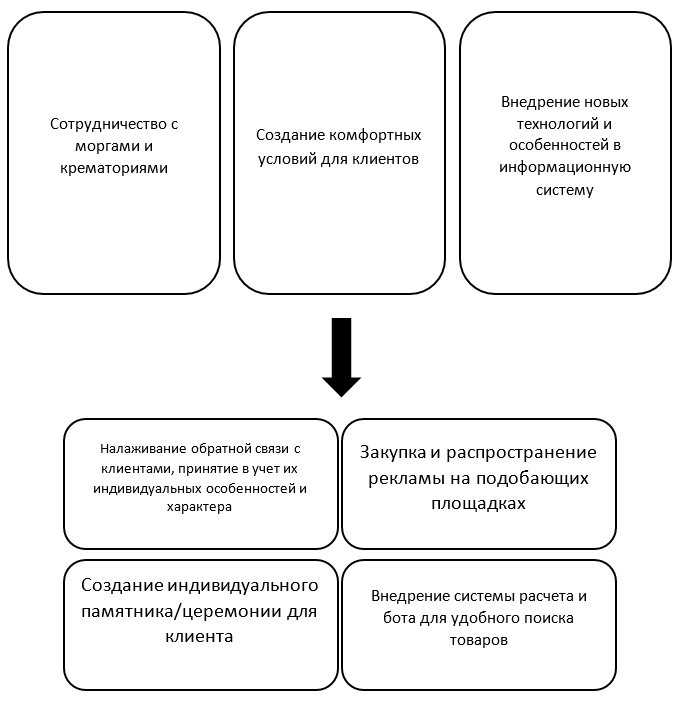 Сотрудничество с
моргами и
крематориями
Создание комфортных
условий для клиентов
Внедрение новых
технологий и
особенностей в
информационную
систему
Налаживание обратной связи с
клиентами, принятие в учет их
индивидуальных особенностей и
характера
Закупка и распространение
рекламы на подобающих
площадках
Создание индивидуального
памятника/церемонии для
клиента
Внедрение системы расчета и
бота для удобного поиска
товаров